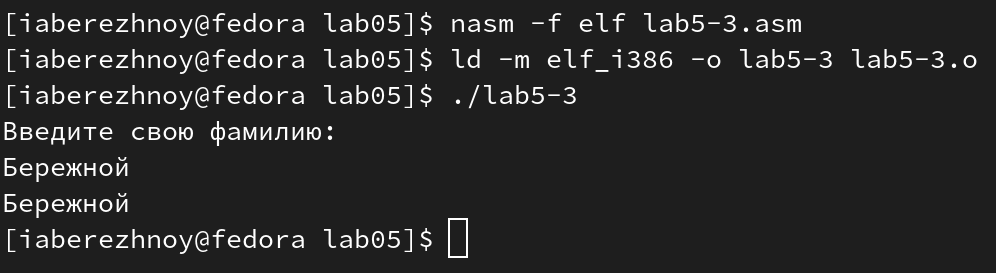 [iaberezhnoy@fedora lab05]$ nasm -f elf lab5-3.asm
[iaberezhnoy@fedora lab05]$ ld -m elf_i386 -o lab5-3 lab5-3.o
[iaberezhnoy@fedora lab05]$ ./lab5-3
Введите свою фамилию:
Бережной
Бережной
[iaberezhnoy@fedora lab05]$